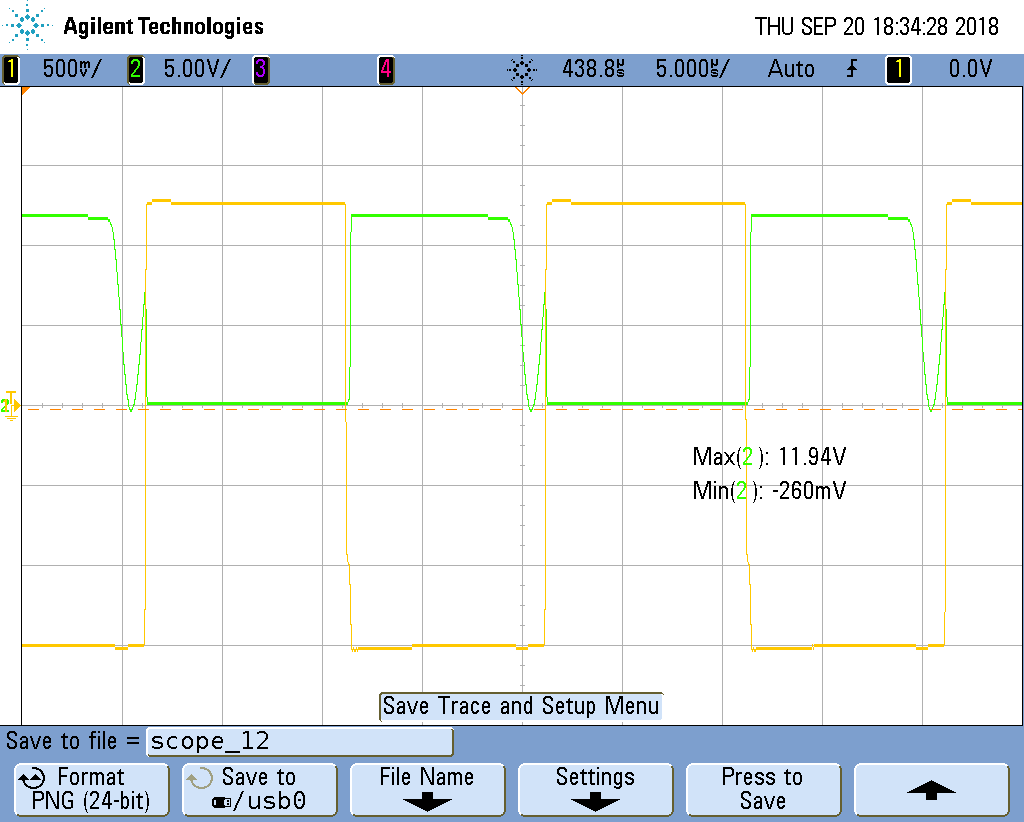 Agilent Technologies THU SEP 20 18:34:28 2018
1 500mV/ 2 5.00V/ 3 4 438.8µs 5.000µs/ Auto 1 0.0V
2
Max(2): 11.94V
Min(2): -260mV
Save Trace and Setup Menu
Save to file = scope_12
Format Save to File Name Settings Press to
PNG (24-bit) /usb0 Save